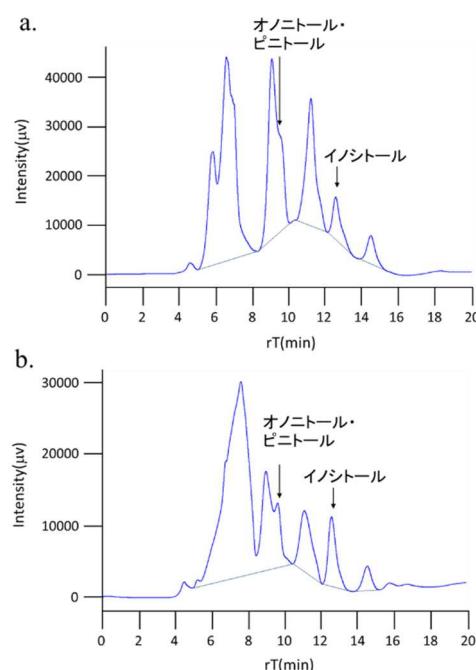 a.
オノニトール・
ピニトール
イノシトール
Intensity(μv)
40000
30000
20000
10000
0
0 2 4 6 8 10 12 14 16 18 20
rT(min)
b.
オノニトール・
ピニトール
イノシトール
Intensity(μv)
30000
20000
10000
0
0 2 4 6 8 10 12 14 16 18 20
rT(min)